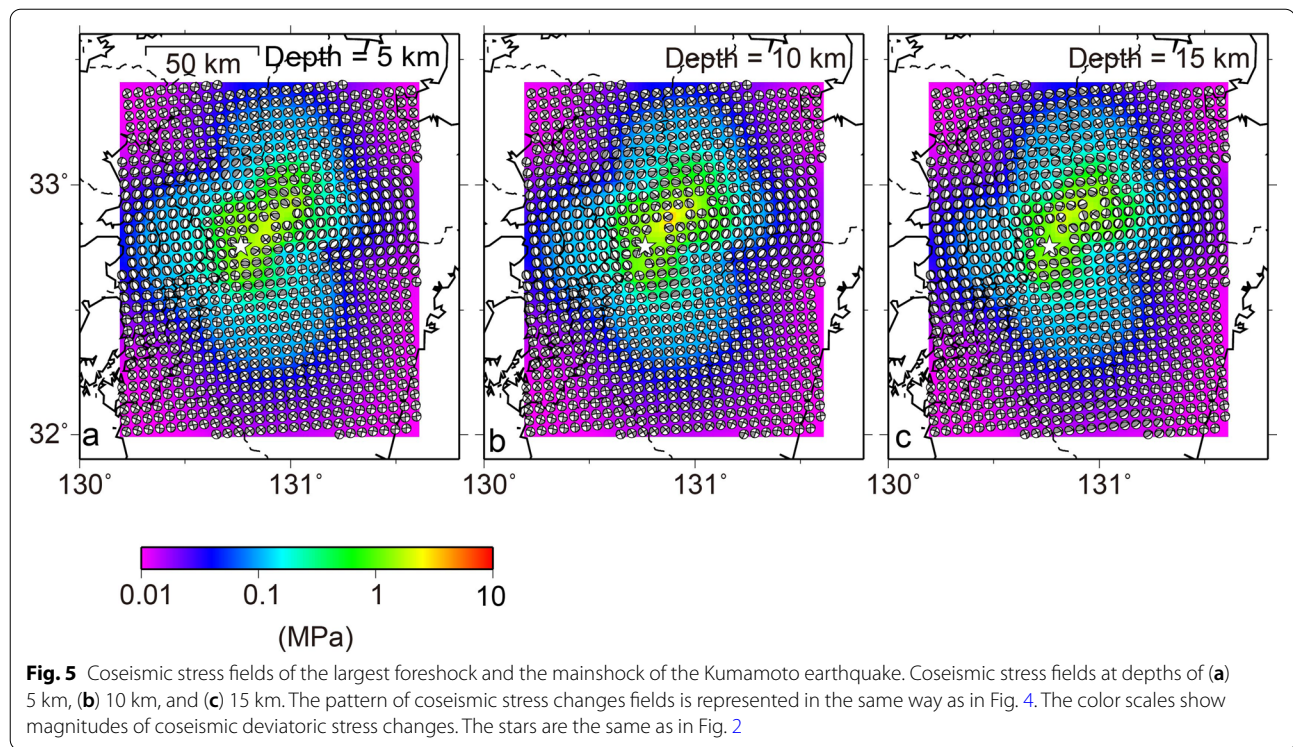 50 km
Depth = 5 km
Depth = 10 km
Depth = 15 km
33˚
32˚
a
b
c
130˚
131˚
130˚
131˚
130˚
131˚
0.01
0.1
1
10
(MPa)
Fig. 5 Coseismic stress fields of the largest foreshock and the mainshock of the Kumamoto earthquake. Coseismic stress fields at depths of (a)
5 km, (b) 10 km, and (c) 15 km. The pattern of coseismic stress changes fields is represented in the same way as in Fig. 4. The color scales show
magnitudes of coseismic deviatoric stress changes. The stars are the same as in Fig. 2